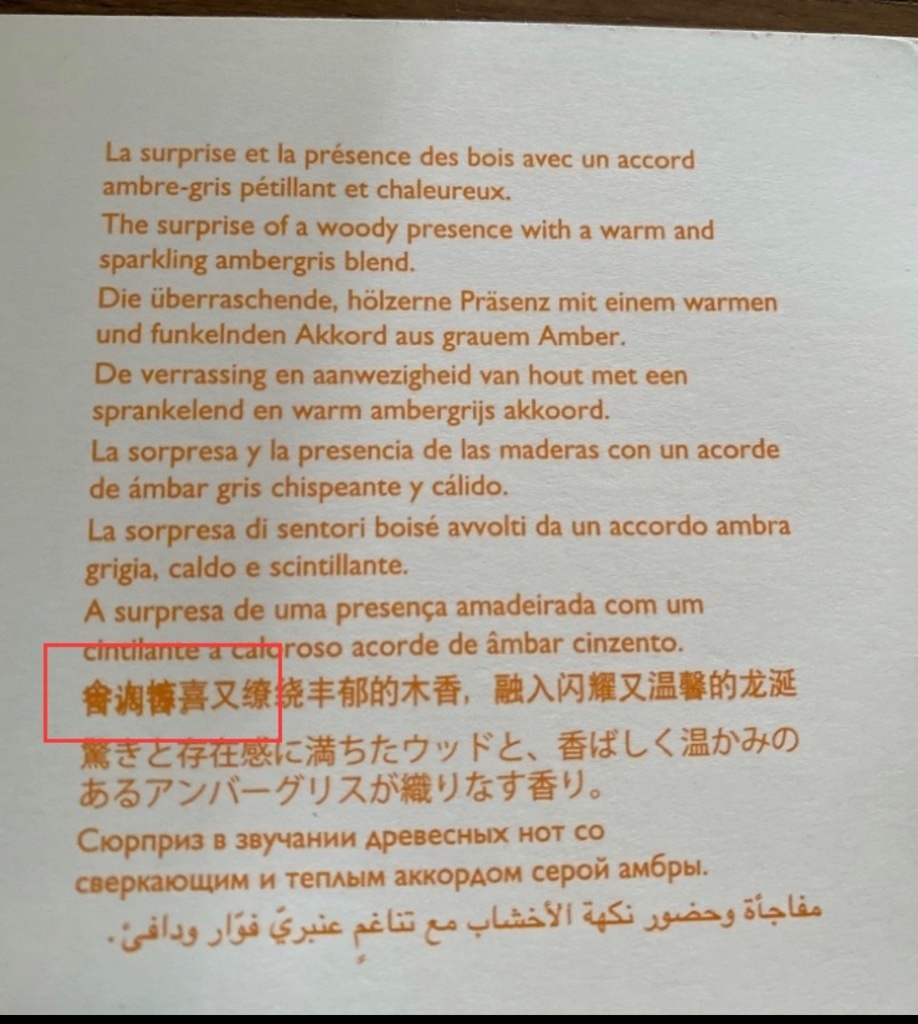 La surprise et la présence des bois avec un accord
ambre-gris pétillant et chaleureux.
The surprise of a woody presence with a warm and
sparkling ambergris blend.
Die überraschende, hölzerne Präsenz mit einem warmen
und funkelnden Akkord aus grauem Amber.
De verrassing en aanwezigheid van hout met een
sprankelend en warm ambergrijs akkoord.
La sorpresa y la presencia de las maderas con un acorde
de ámbar gris chispeante y cálido.
La sorpresa di sentori boisé avvolti da un accordo ambra
grigia, caldo e scintillante.
A surpresa de uma presença amadeirada com um
cintilante a caloroso acorde de âmbar cinzento.
喜又缭绕丰郁的木香，融入闪耀又温馨的龙涎
驚きと存在感に満ちたウッドと、香ばしく温かみの
あるアンバーグリスが織りなす香り。
Сюрприз в звучании древесных нот со
сверкающим и теплым аккордом серой амбры.
مفاجأة وحضور نكهة الأخشاب مع تناغمٍ عنبريّ فوّار ودافئ.